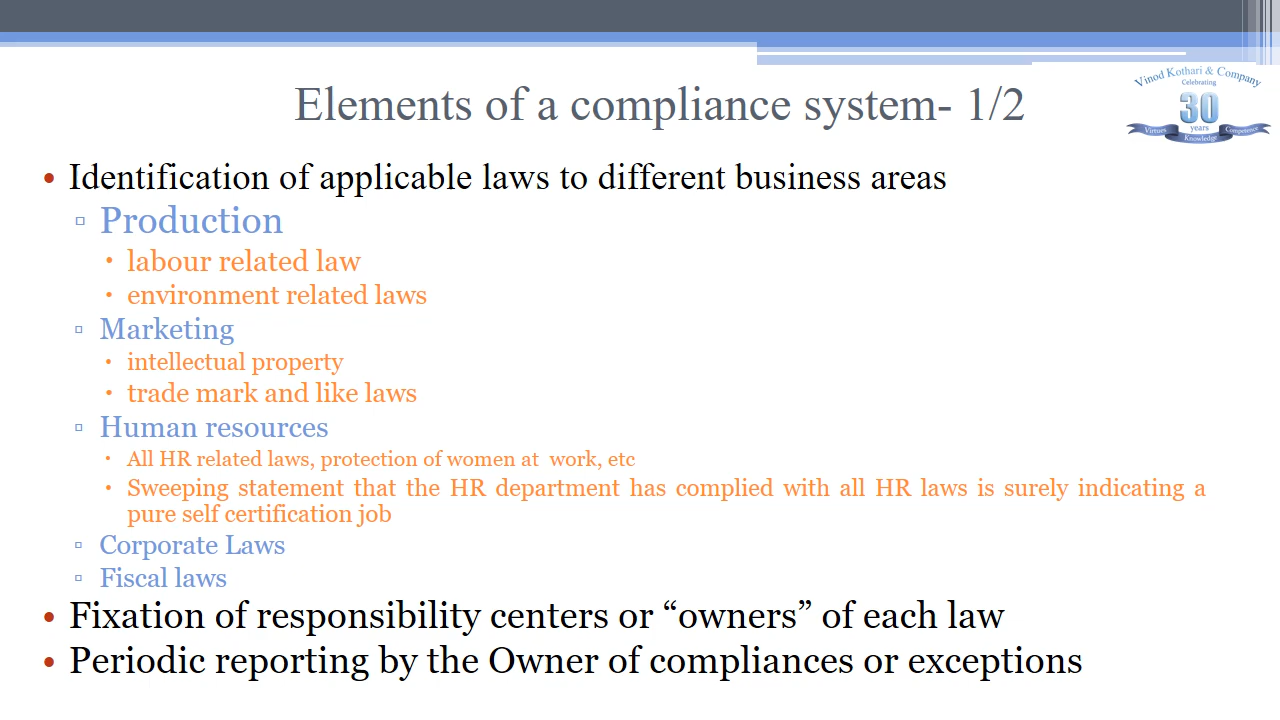 Elements of a compliance system- 1/2
Vinod Kothari & Company
Celebrating
30
years
Virtues
Knowledge
Competence
• Identification of applicable laws to different business areas
▫ Production
• labour related law
• environment related laws
▫ Marketing
• intellectual property
• trade mark and like laws
▫ Human resources
• All HR related laws, protection of women at work, etc
• Sweeping statement that the HR department has complied with all HR laws is surely indicating a
pure self certification job
▫ Corporate Laws
▫ Fiscal laws
• Fixation of responsibility centers or “owners” of each law
• Periodic reporting by the Owner of compliances or exceptions